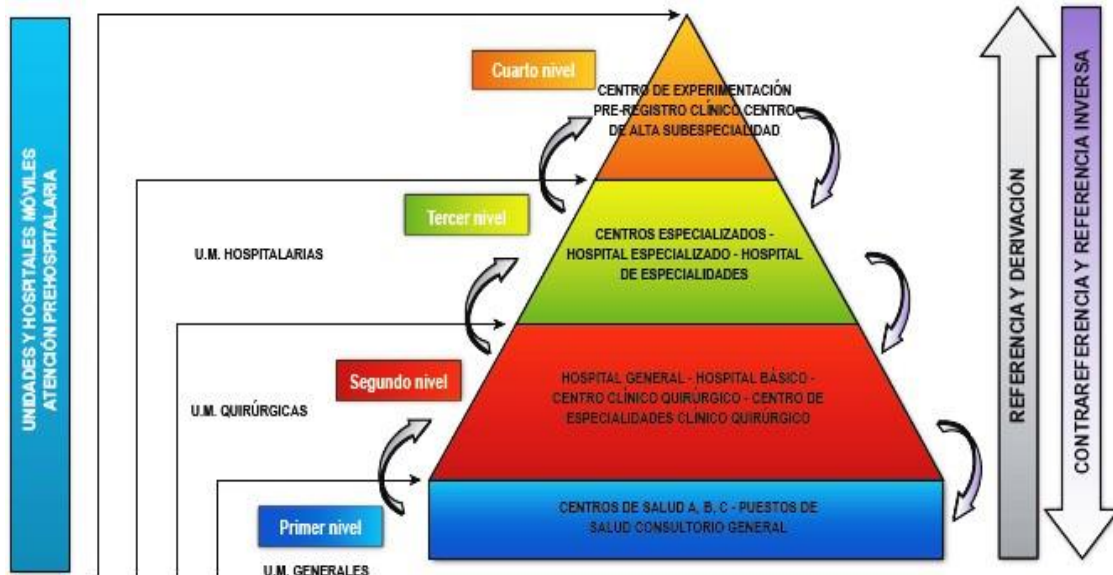 UNIDADES Y HOSPITALES MÓVILES
ATENCIÓN PREHOSPITALARIA
Cuarto nivel
CENTRO DE EXPERIMENTACIÓN
PRE-REGISTRO CLÍNICO CENTRO
DE ALTA SUBESPECIALIDAD
Tercer nivel
U.M. HOSPITALARIAS
CENTROS ESPECIALIZADOS -
HOSPITAL ESPECIALIZADO - HOSPITAL
DE ESPECIALIDADES
Segundo nivel
U.M. QUIRÚRGICAS
HOSPITAL GENERAL - HOSPITAL BÁSICO -
CENTRO CLÍNICO QUIRÚRGICO - CENTRO DE
ESPECIALIDADES CLÍNICO QUIRÚRGICO
Primer nivel
CENTROS DE SALUD A, B, C - PUESTOS DE
SALUD CONSULTORIO GENERAL
U.M. GENERALES
REFERENCIA Y DERIVACIÓN
CONTRAREFERENCIA Y REFERENCIA INVERSA